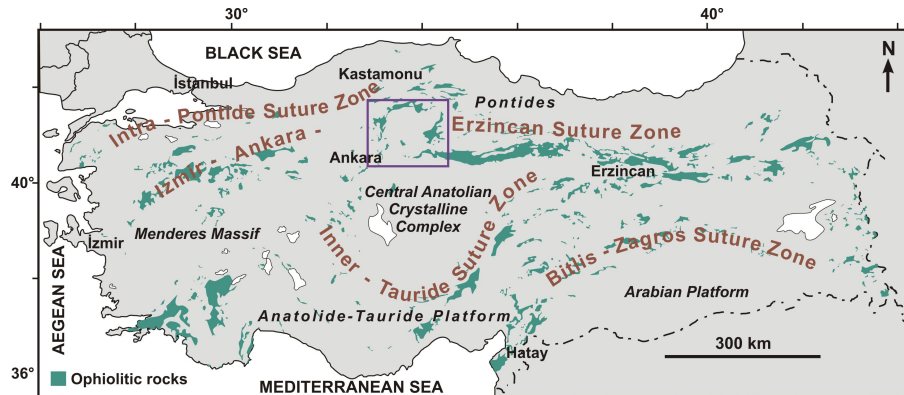 30°
40°
BLACK SEA
N
Kastamonu
İstanbul
Pontides
Intra - Pontide Suture Zone
Erzincan Suture Zone
Izmir - Ankara -
Ankara
Erzincan
40°
Central Anatolian
Crystalline
Complex
Menderes Massif
Izmir
Inner - Tauride Suture Zone
Bitlis - Zagros Suture Zone
Arabian Platform
AEGEAN SEA
Anatolide-Tauride Platform
Hatay
300 km
36°
Ophiolitic rocks
MEDITERRANEAN SEA